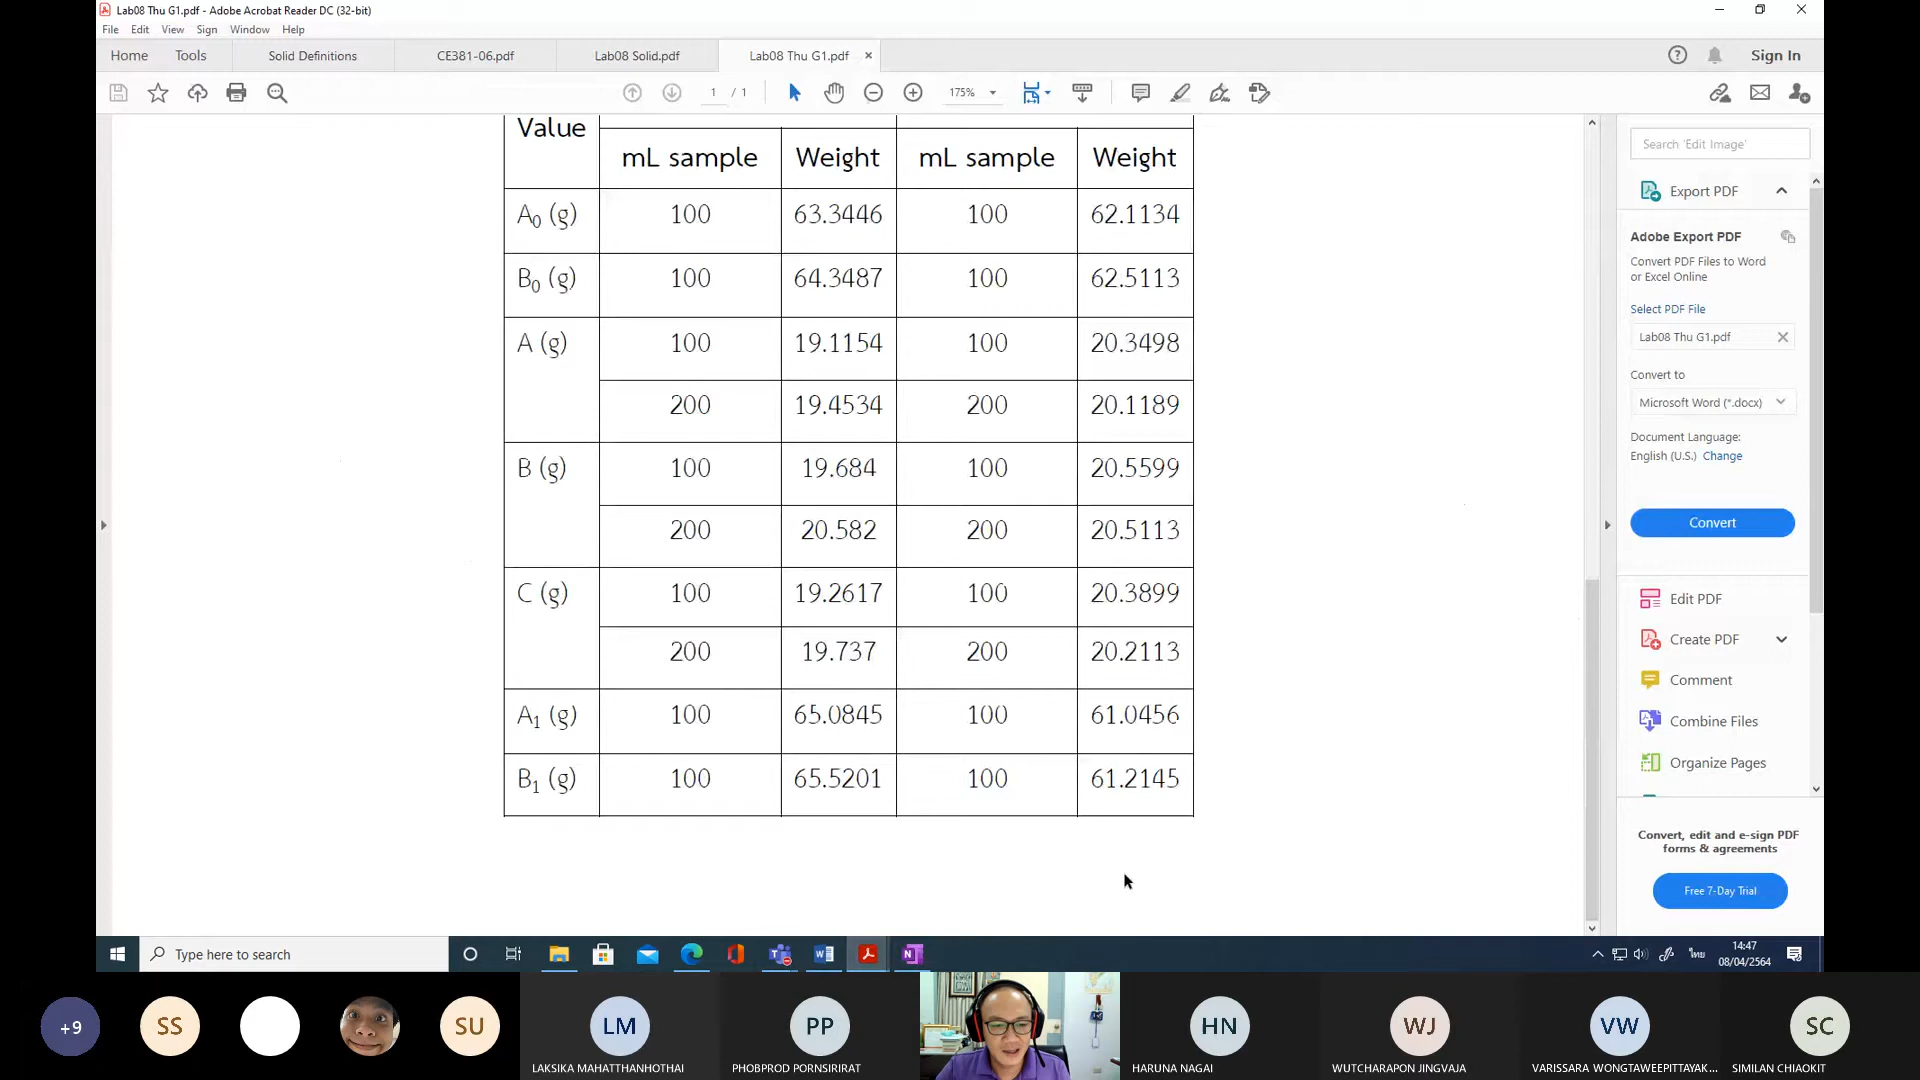 Lab08 Thu G1.pdf - Adobe Acrobat Reader DC (32-bit)
File Edit View Sign Window Help
Home Tools Solid Definitions CE381-06.pdf Lab08 Solid.pdf Lab08 Thu G1.pdf × Sign In
1 / 1 175%
Value
mL sample Weight mL sample Weight
A0 (g) 100 63.3446 100 62.1134
B0 (g) 100 64.3487 100 62.5113
A (g) 100 19.1154 100 20.3498
200 19.4534 200 20.1189
B (g) 100 19.684 100 20.5599
200 20.582 200 20.5113
C (g) 100 19.2617 100 20.3899
200 19.737 200 20.2113
A1 (g) 100 65.0845 100 61.0456
B1 (g) 100 65.5201 100 61.2145
Search 'Edit Image'
Export PDF
Adobe Export PDF
Convert PDF Files to Word
or Excel Online
Select PDF File
Lab08 Thu G1.pdf
Convert to
Microsoft Word (*.docx)
Document Language:
English (U.S.) Change
Convert
Edit PDF
Create PDF
Comment
Combine Files
Organize Pages
Convert, edit and e-sign PDF
forms & agreements
Free 7-Day Trial
Type here to search
ไทย
14:47
08/04/2564
+9 SS SU LM PP HN WJ VW SC
LAKSIKA MAHATTHANHOTHAI PHOBPROD PORNSIRIRAT HARUNA NAGAI WUTCHARAPON JINGVAJA VARISSARA WONGTAWEEPITTAYAK... SIMILAN CHIAOKIT